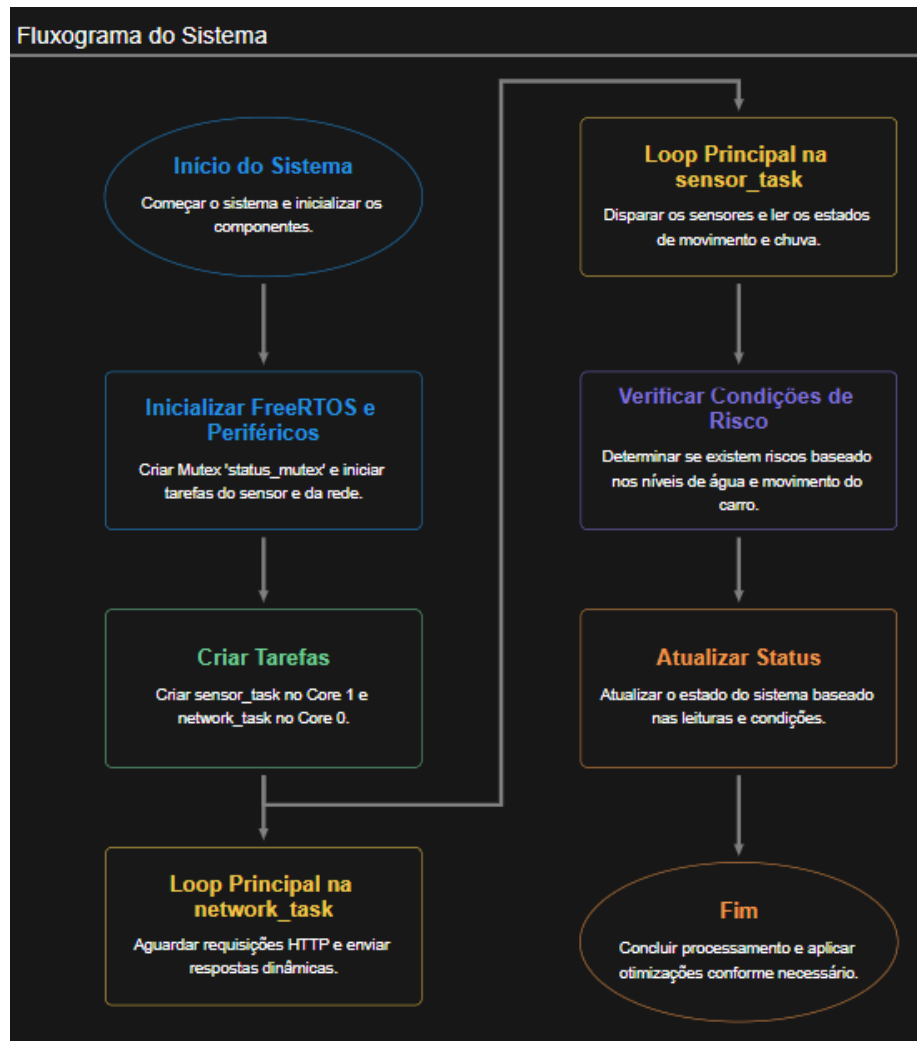 Fluxograma do Sistema
Início do Sistema
Começar o sistema e inicializar os
componentes.
Inicializar FreeRTOS e
Periféricos
Criar Mutex 'status_mutex' e iniciar
tarefas do sensor e da rede.
Criar Tarefas
Criar sensor_task no Core 1 e
network_task no Core 0.
Loop Principal na
network_task
Aguardar requisições HTTP e enviar
respostas dinâmicas.
Loop Principal na
sensor_task
Disparar os sensores e ler os estados
de movimento e chuva.
Verificar Condições de
Risco
Determinar se existem riscos baseado
nos níveis de água e movimento do
carro.
Atualizar Status
Atualizar o estado do sistema baseado
nas leituras e condições.
Fim
Concluir processamento e aplicar
otimizações conforme necessário.